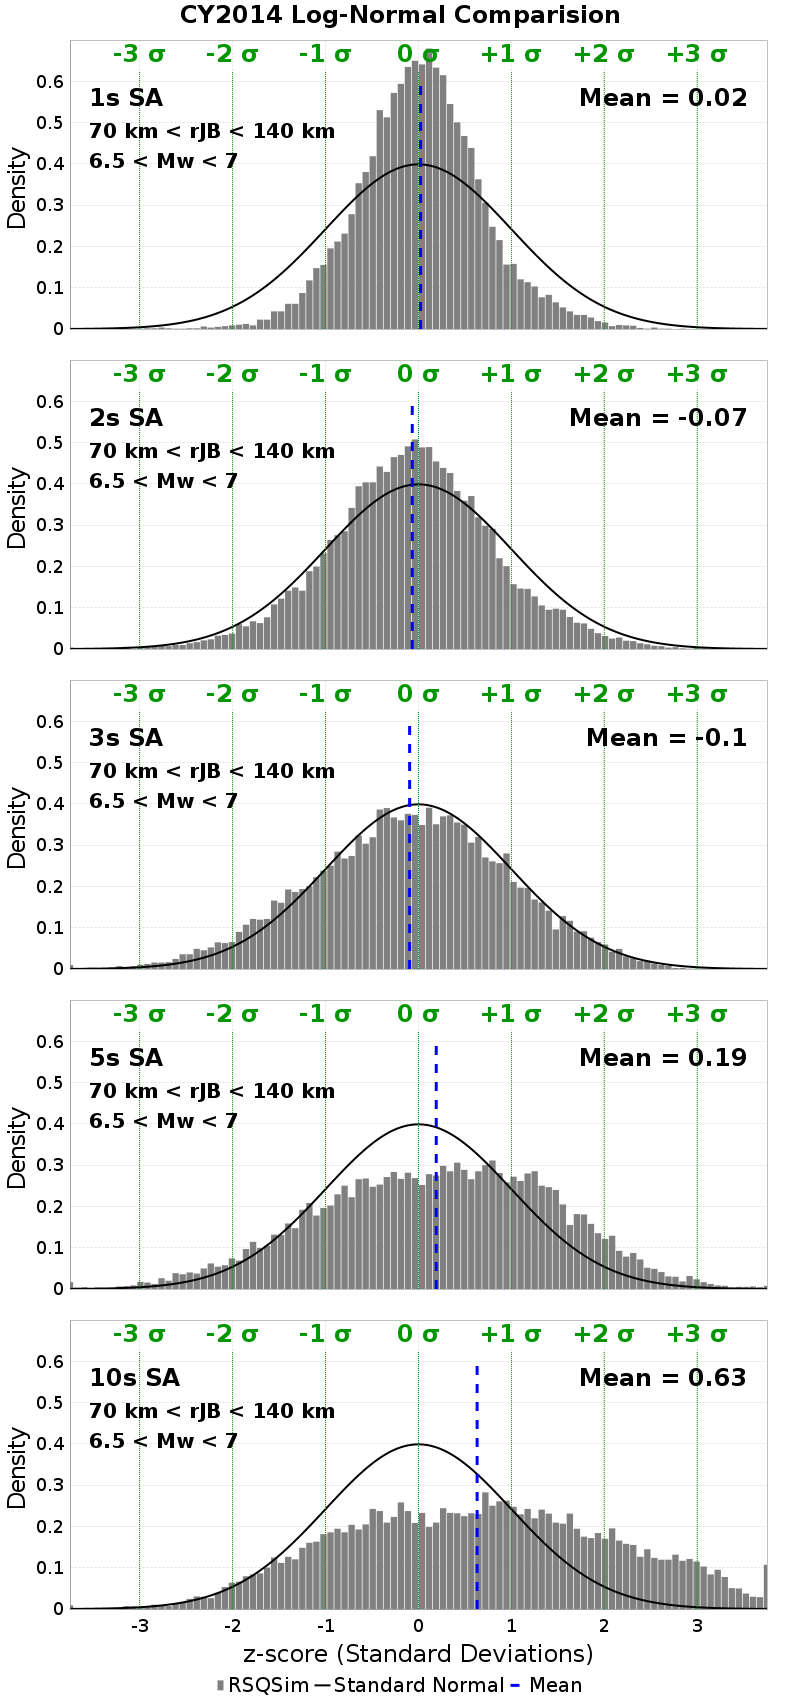 CY2014 Log-Normal Comparision
-3 σ -2 σ -1 σ 0 σ +1 σ +2 σ +3 σ
1s SA
Mean = 0.02
70 km < rJB < 140 km
6.5 < Mw < 7
Density
0.6
0.5
0.4
0.3
0.2
0.1
0
-3 σ -2 σ -1 σ 0 σ +1 σ +2 σ +3 σ
2s SA
Mean = -0.07
70 km < rJB < 140 km
6.5 < Mw < 7
Density
0.6
0.5
0.4
0.3
0.2
0.1
0
-3 σ -2 σ -1 σ 0 σ +1 σ +2 σ +3 σ
3s SA
Mean = -0.1
70 km < rJB < 140 km
6.5 < Mw < 7
Density
0.6
0.5
0.4
0.3
0.2
0.1
0
-3 σ -2 σ -1 σ 0 σ +1 σ +2 σ +3 σ
5s SA
Mean = 0.19
70 km < rJB < 140 km
6.5 < Mw < 7
Density
0.6
0.5
0.4
0.3
0.2
0.1
0
-3 σ -2 σ -1 σ 0 σ +1 σ +2 σ +3 σ
10s SA
Mean = 0.63
70 km < rJB < 140 km
6.5 < Mw < 7
Density
0.6
0.5
0.4
0.3
0.2
0.1
0
-3 -2 -1 0 1 2 3
z-score (Standard Deviations)
RSQSim Standard Normal Mean